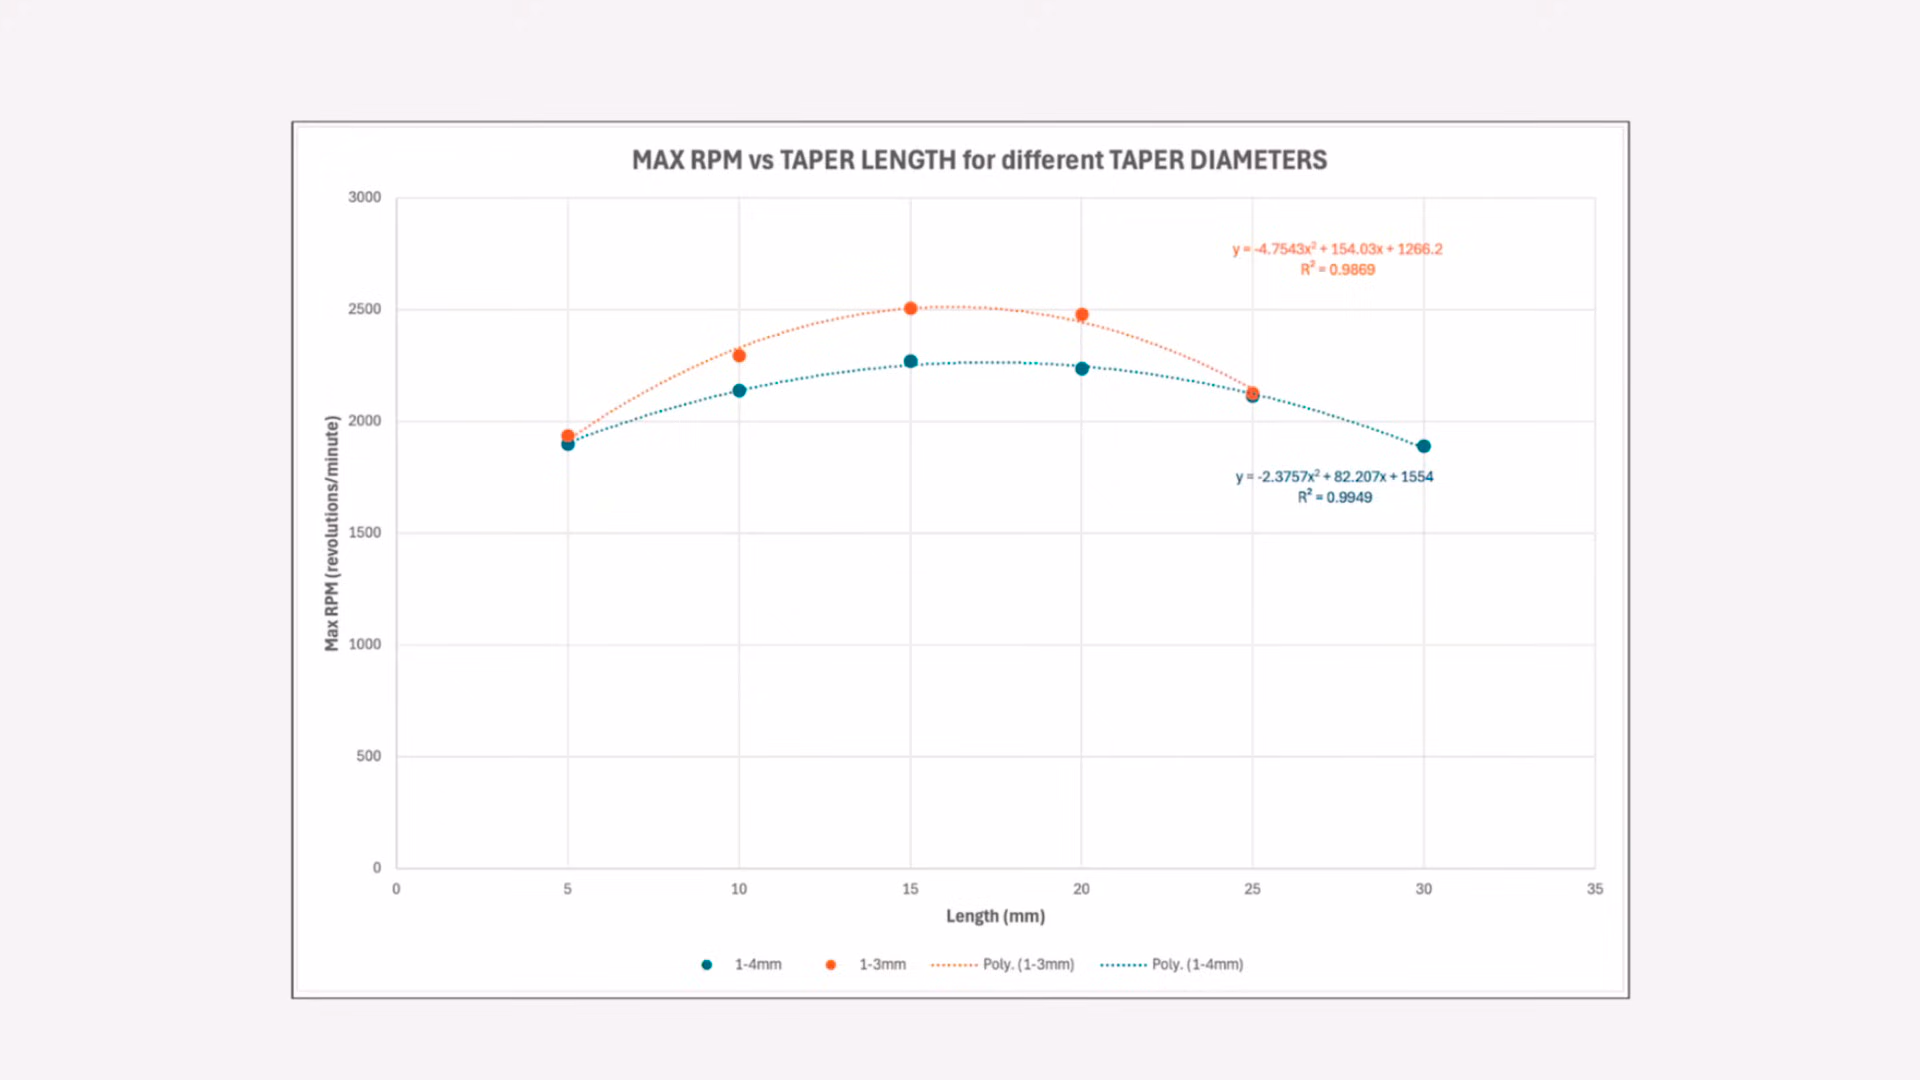 MAX RPM vs TAPER LENGTH for different TAPER DIAMETERS
3000
2500
2000
1500
1000
500
0
Max RPM (revolutions/minute)
y = -4.7543x² + 154.03x + 1266.2
R² = 0.9869
y = -2.3757x² + 82.207x + 1554
R² = 0.9949
0 5 10 15 20 25 30 35
Length (mm)
1-4mm 1-3mm Poly. (1-3mm) Poly. (1-4mm)